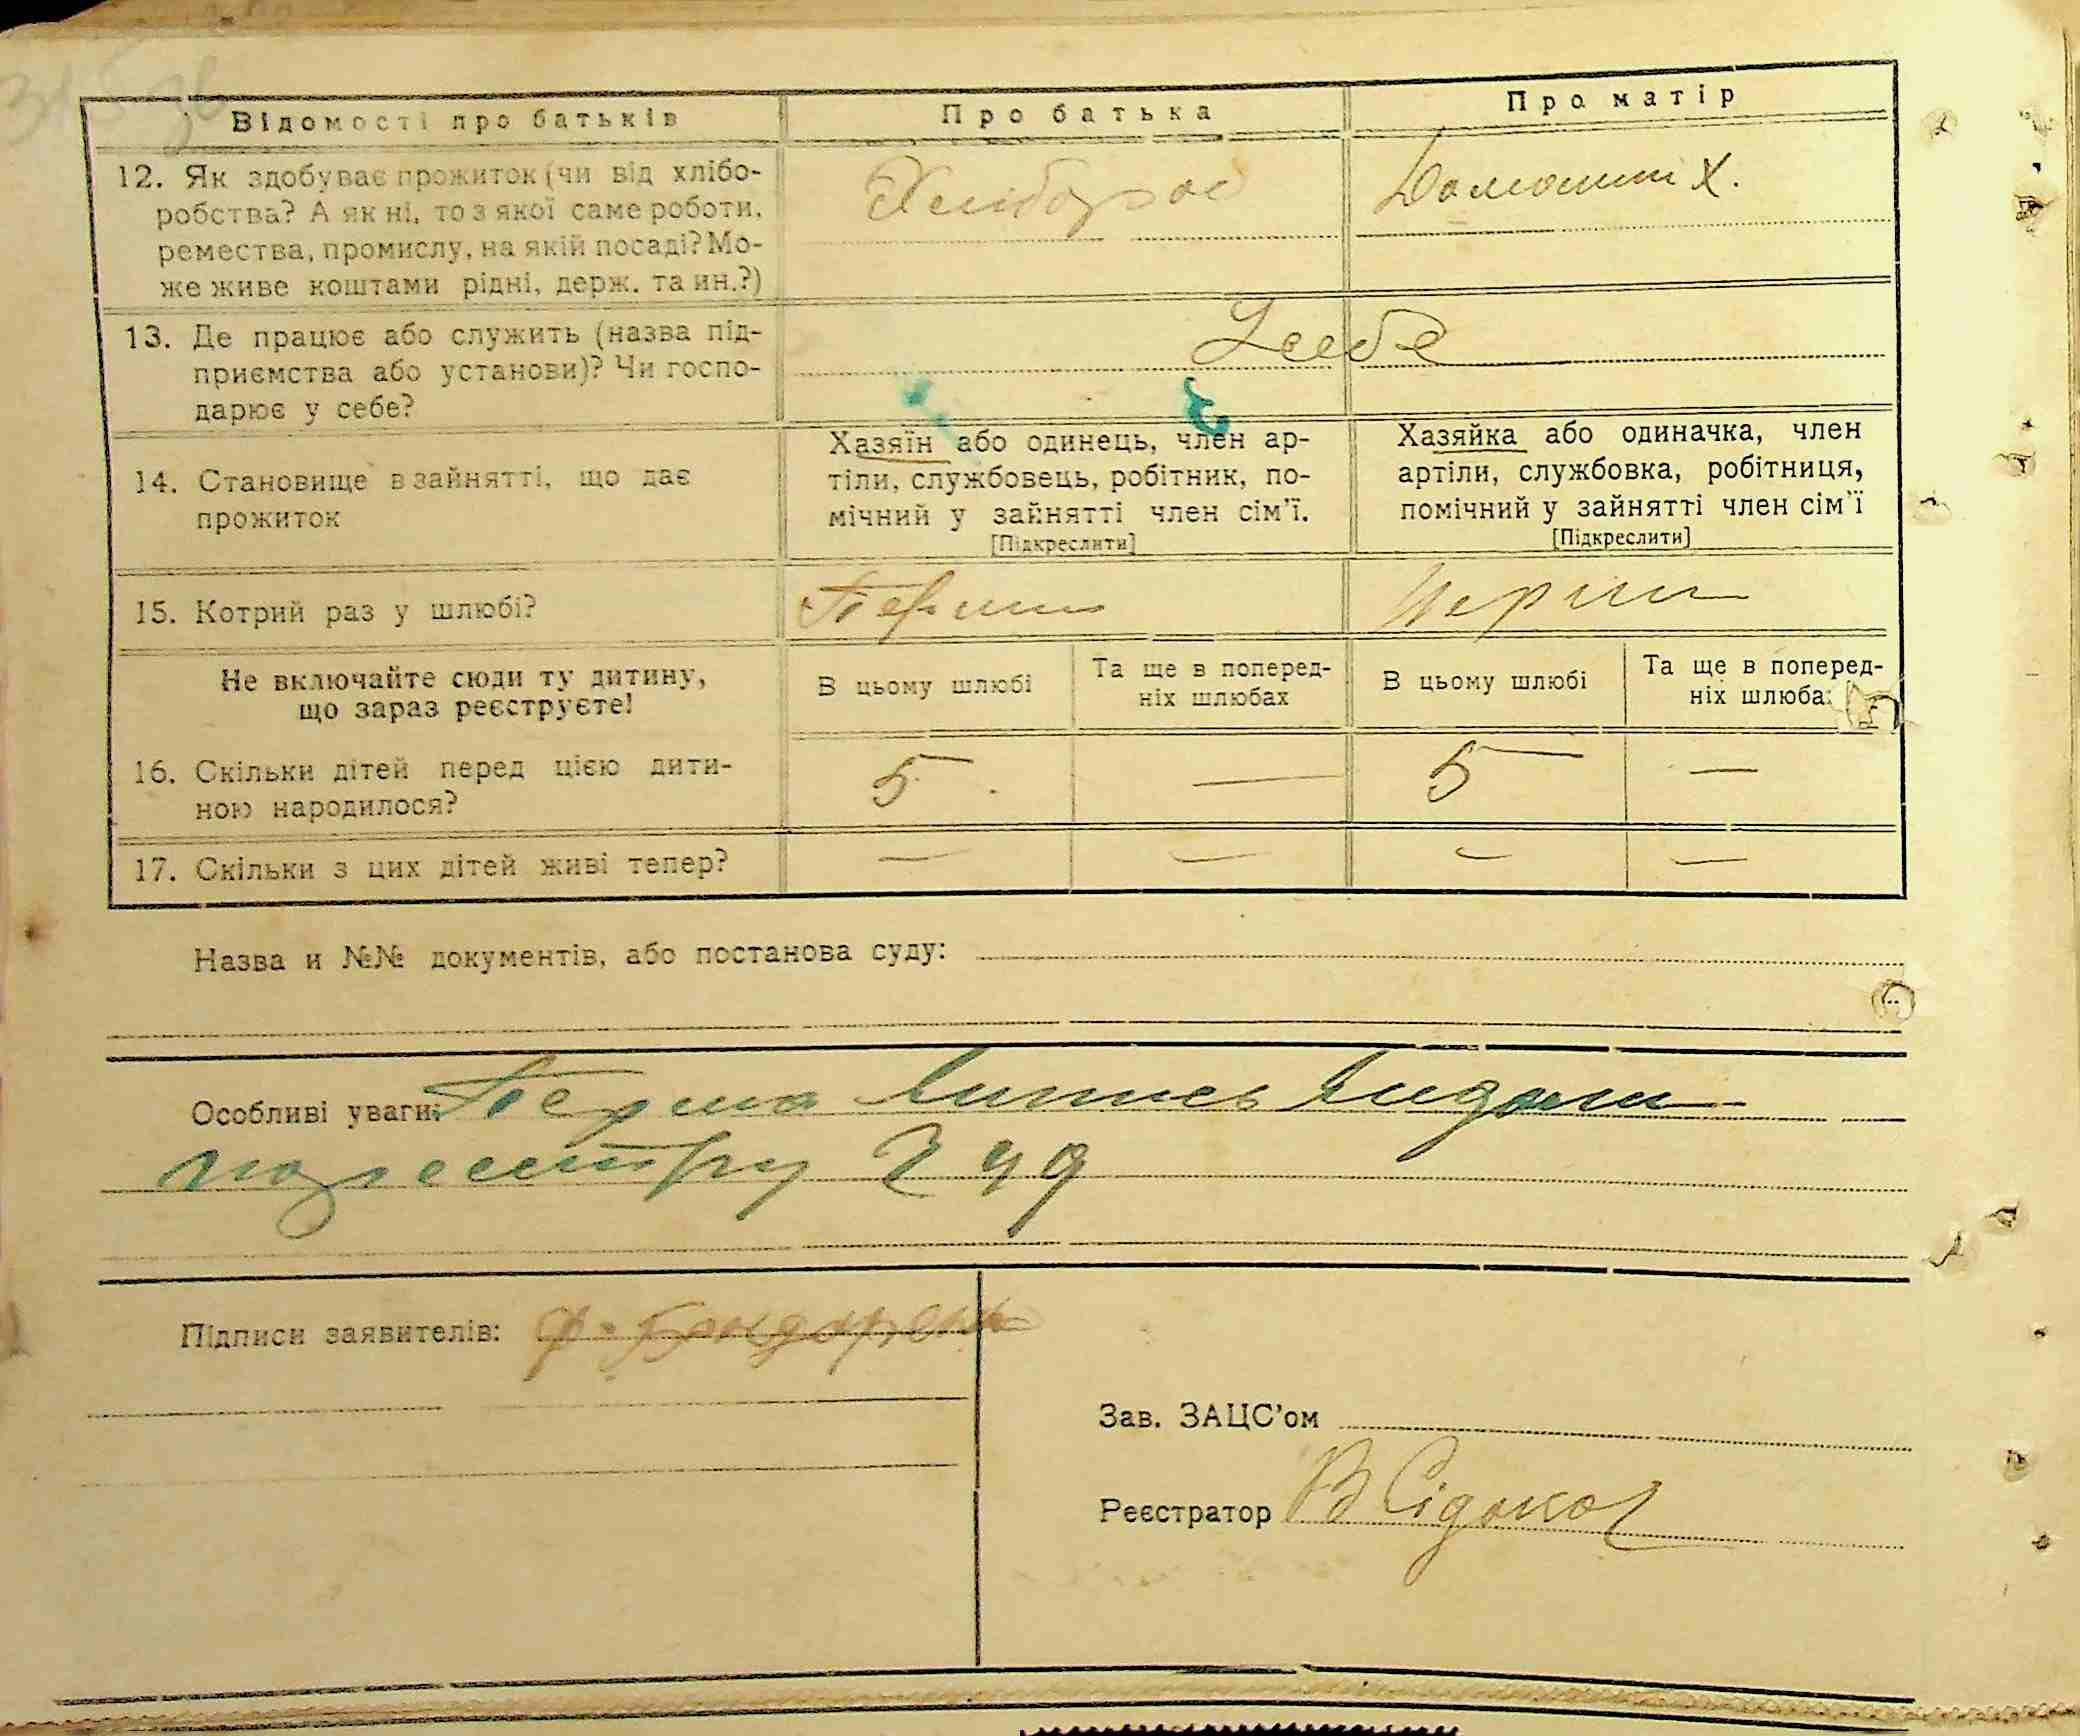 Відомості про батьків Про батька Про матір
12. Як здобуває прожиток (чи від хлібо-
робства? А як ні, то з якої саме роботи,
ремества, промислу, на якій посаді? Мо-
же живе коштами рідні, держ. та ин.?)
Домашні Х.
13. Де працює або служить (назва під-
приємства або установи)? Чи госпо-
дарює у себе?
У себе
14. Становище в зайнятті, що дає
прожиток
Хазяїн або одинець, член ар-
тіли, службовець, робітник, по-
мічний у зайнятті член сім'ї.
[Підкреслити]
Хазяйка або одиначка, член
артіли, службовка, робітниця,
помічний у зайнятті член сім'ї
[Підкреслити]
15. Котрий раз у шлюбі?
Не включайте сюди ту дитину,
що зараз реєструєте!
В цьому шлюбі
Та ще в поперед-
ніх шлюбах
В цьому шлюбі
Та ще в поперед-
ніх шлюба
16. Скільки дітей перед цією дити-
ною народилося?
5 — 5 —
17. Скільки з цих дітей живі тепер?
— — — —
Назва и №№ документів, або постанова суду:
Особливі уваги: Перша
249
Підписи заявителів: Ф. Бондаренко
Зав. ЗАЦС'ом
Реєстратор